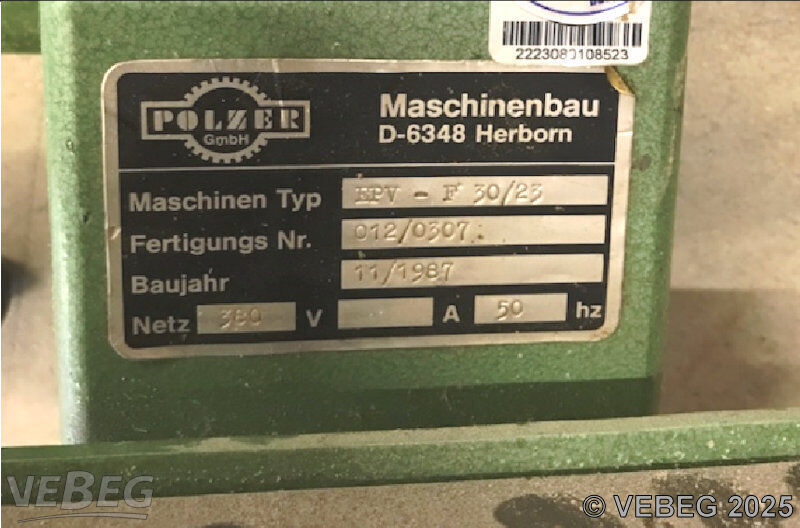 2223080108523
POLZER
GmbH
Maschinenbau
D-6348 Herborn
Maschinen Typ EPV - F 30/23
Fertigungs Nr. 012/0307.
Baujahr 11/1987
Netz 380 V A 50 hz
VEBEG
© VEBEG 2025